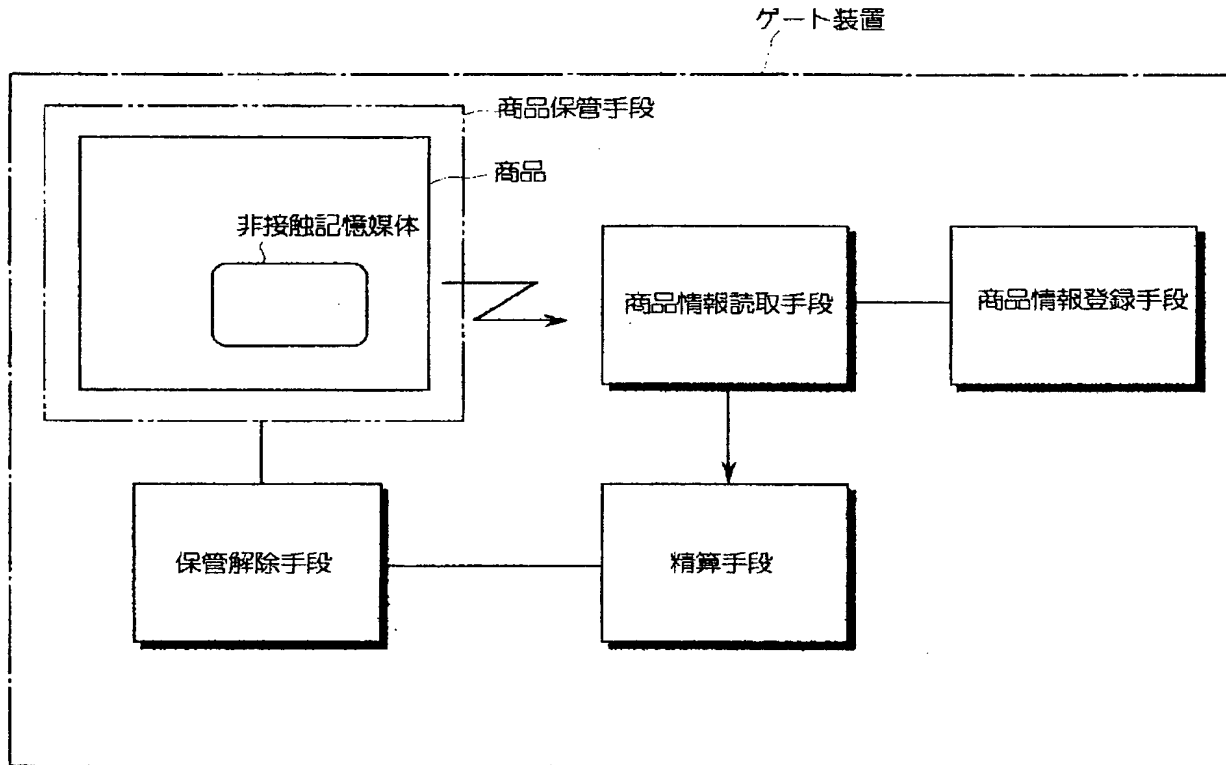 ゲート装置
商品保管手段
商品
非接触記憶媒体
商品情報読取手段
商品情報登録手段
保管解除手段
精算手段